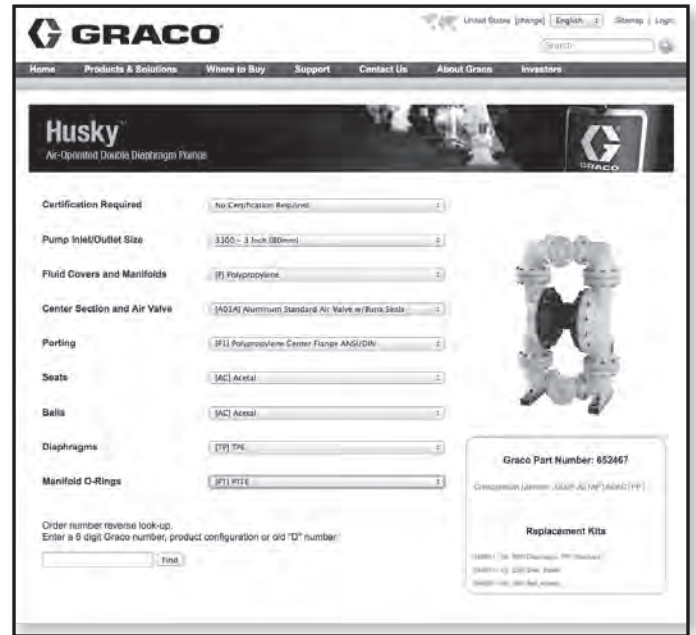 GRACO
United States [change] English Sitemap | Login
Search
Home Products & Solutions Where to Buy Support Contact Us About Graco Investors
Husky™
Air-Operated Double Diaphragm Pumps
GRACO
Certification Required No Certification Required
Pump Inlet/Outlet Size 3300 – 3 Inch (80mm)
Fluid Covers and Manifolds [P] Polypropylene
Center Section and Air Valve [A01A] Aluminum Standard Air Valve w/Buna Seals
Porting [P1] Polypropylene Center Flange ANSI/DIN
Seats [AC] Acetal
Balls [AC] Acetal
Diaphragms [TP] TPE
Manifold O-Rings [PT] PTFE
Graco Part Number: 652467
Replacement Kits
Order number reverse look-up.
Enter a 6 digit Graco number, product configuration or old "D" number
Find